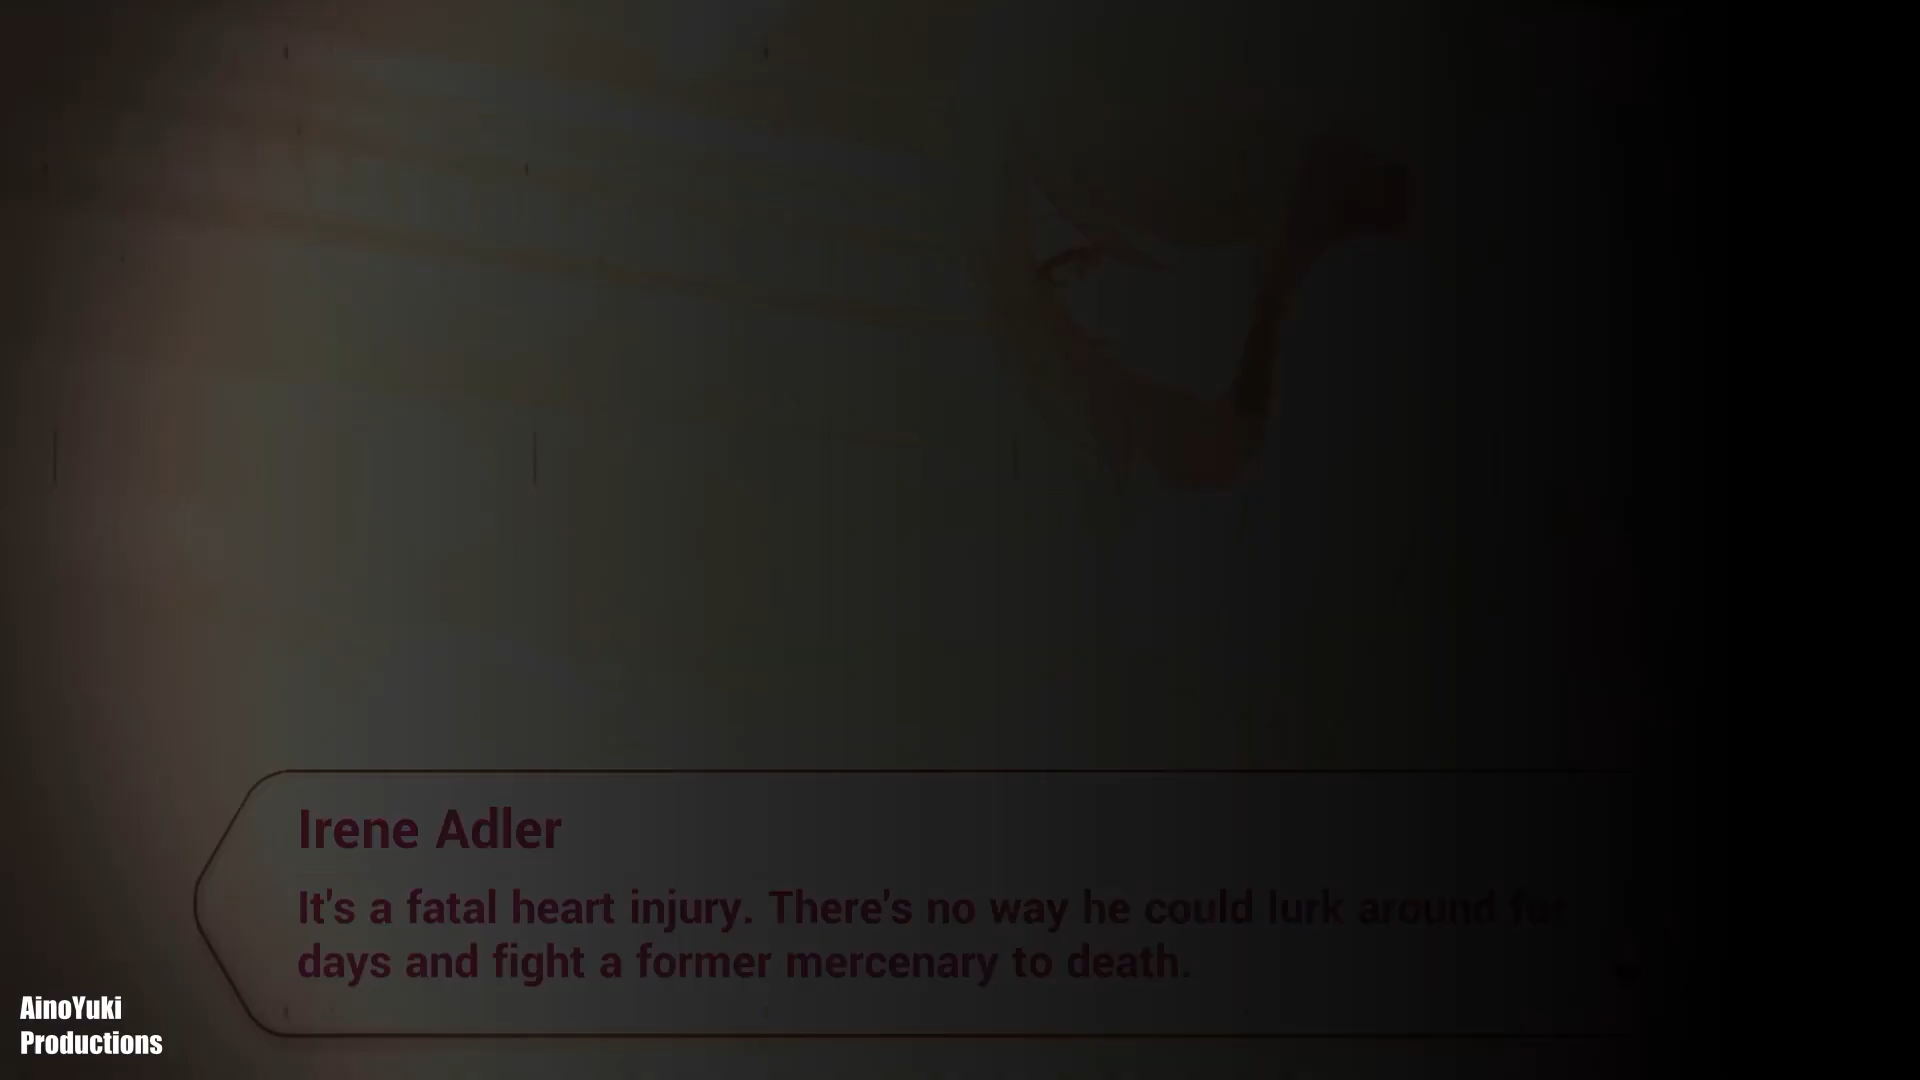 Irene Adler
It's a fatal heart injury. There's no way he could lurk around for
days and fight a former mercenary to death.
AinoYuki
Productions